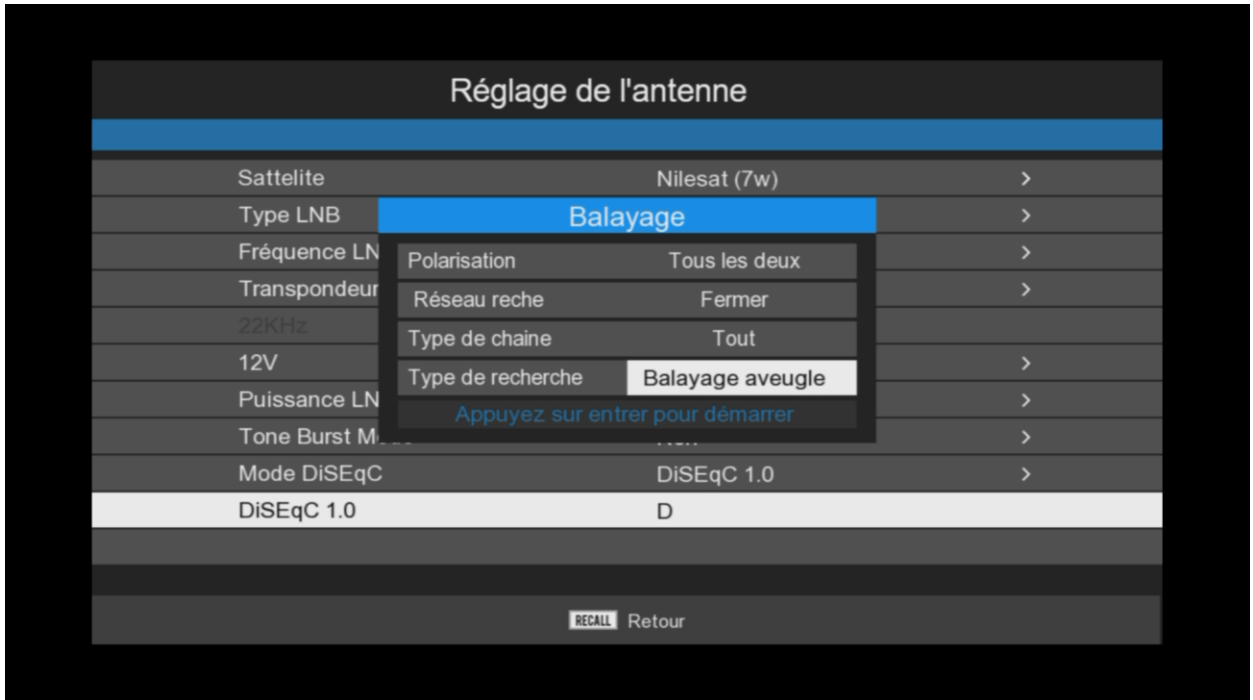 Réglage de l'antenne
Sattelite Nilesat (7w) >
Type LNB >
Balayage
Fréquence LN >
Polarisation Tous les deux
Transpondeur >
Réseau reche Fermer
22KHz
Type de chaine Tout
12V >
Type de recherche Balayage aveugle
Puissance LN >
Appuyez sur entrer pour démarrer
Tone Burst >
Mode DiSEqC DiSEqC 1.0 >
DiSEqC 1.0 D
RECALL Retour